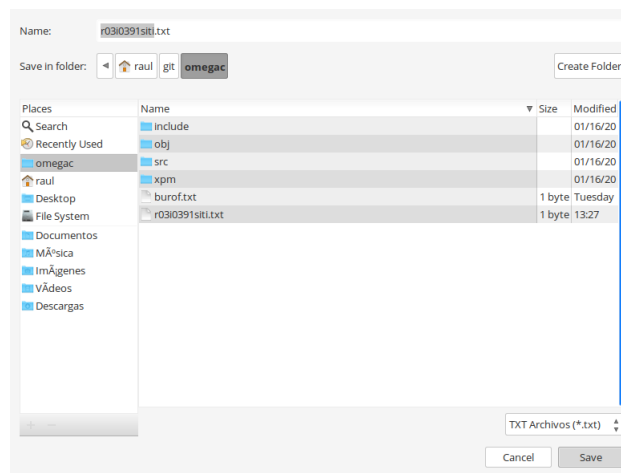 Name: r03i0391siti.txt
Save in folder: raul git omegac Create Folder
Places Name Size Modified
Search include 01/16/20
Recently Used obj 01/16/20
omegac src 01/16/20
raul xpm 01/16/20
Desktop burof.txt 1 byte Tuesday
File System r03i0391siti.txt 1 byte 13:27
Documentos
MÃºsica
ImÃ¡genes
VÃdeos
Descargas
TXT Archivos (*.txt)
Cancel Save